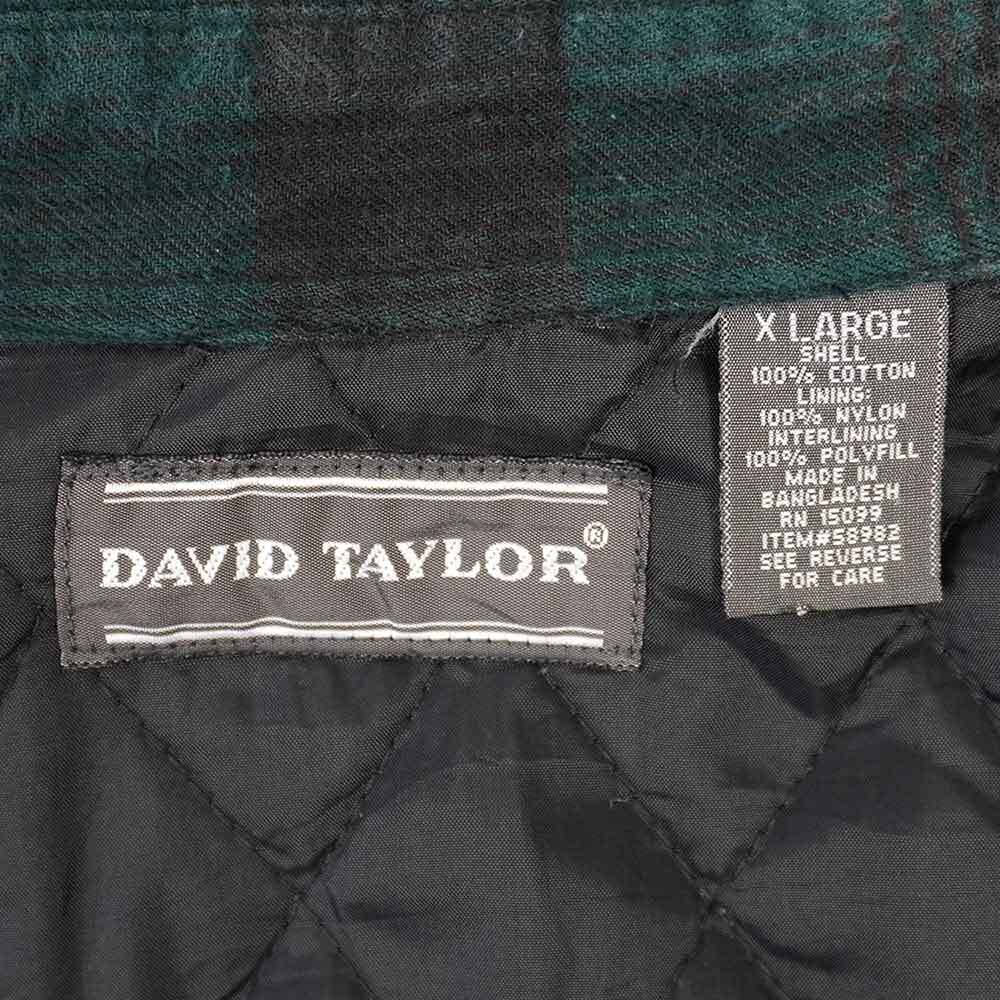 DAVID TAYLOR®
X LARGE
SHELL
100% COTTON
LINING:
100% NYLON
INTERLINING
100% POLYFILL
MADE IN
BANGLADESH
RN 15099
ITEM#58982
SEE REVERSE
FOR CARE